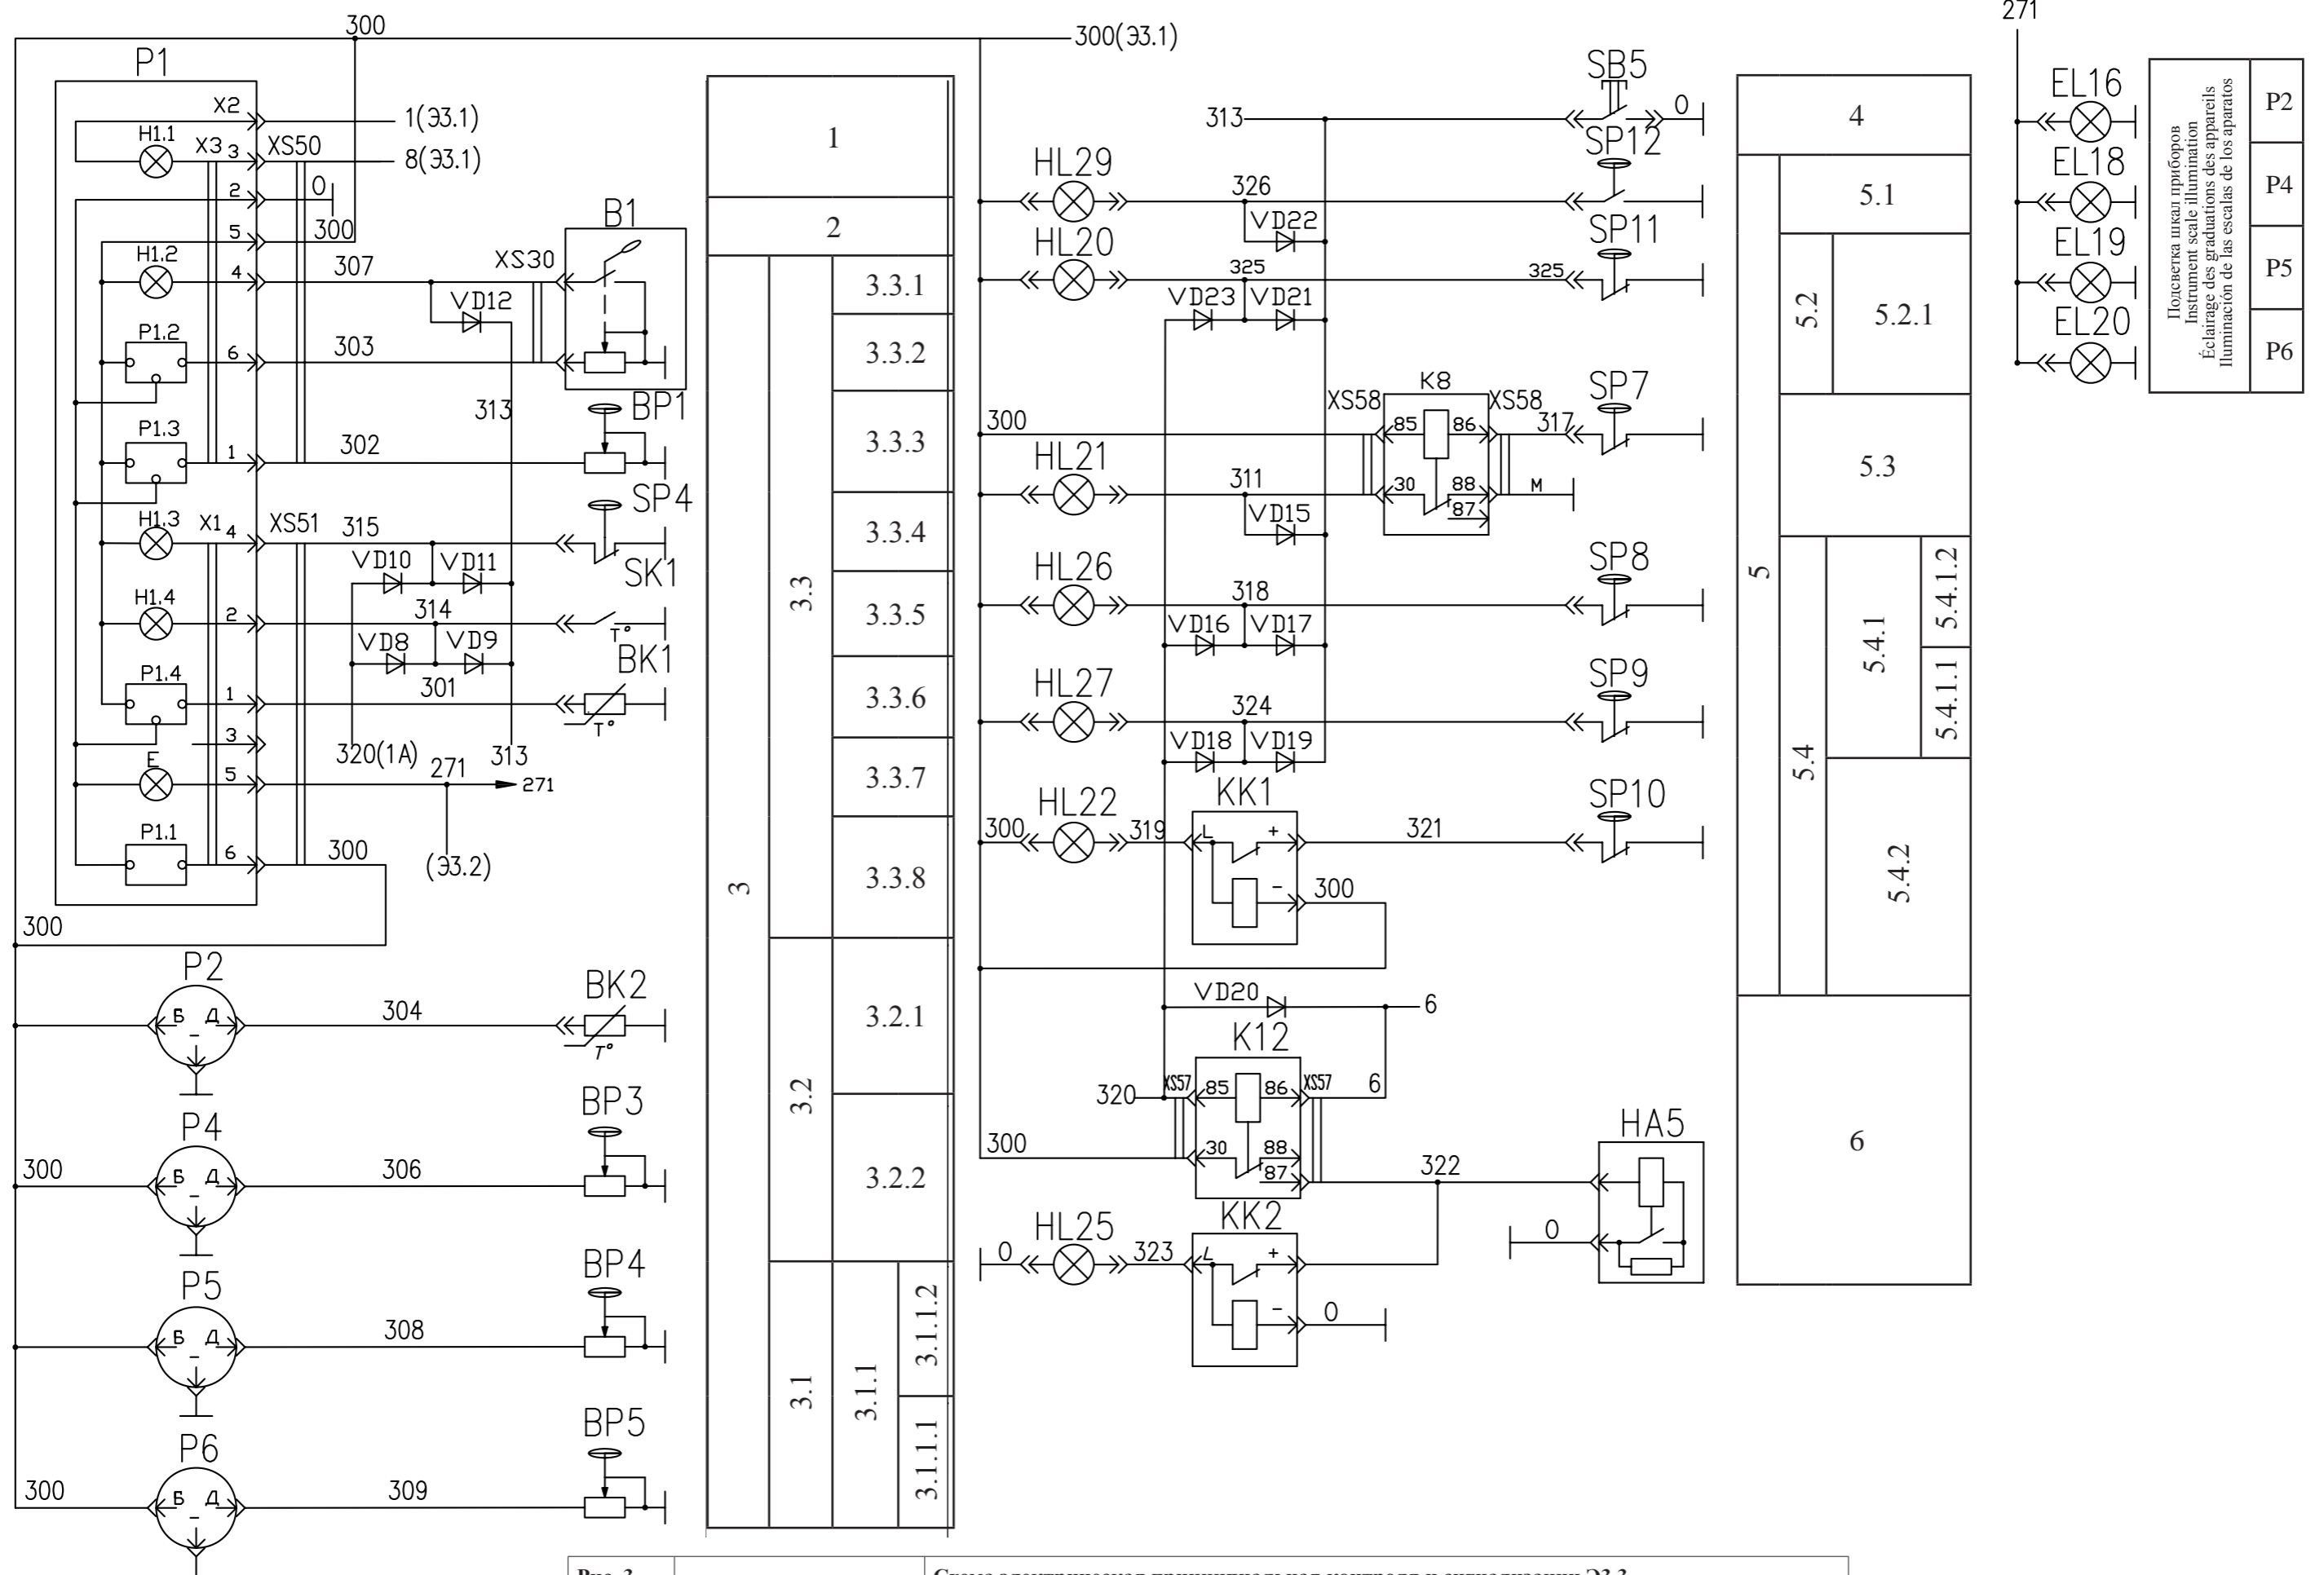 300
300(Э3.1)
P1
X2
1(Э3.1)
H1.1
X3
3
XS50
8(Э3.1)
2
0
5
300
H1.2
4
307
XS30
B1
VD12
P1.2
6
303
313
BP1
P1.3
1
302
SP4
H1.3
X1
4
XS51
315
VD10
VD11
SK1
H1.4
2
314
T°
VD8
VD9
BK1
P1.4
1
301
T°
3
320(1A)
313
E
5
271
271
P1.1
6
300
(Э3.2)
300
P2
Б
Д
–
304
BK2
T°
P4
300
Б
Д
–
306
BP3
P5
Б
Д
–
308
BP4
P6
300
Б
Д
–
309
BP5
1
2
3
3.3
3.3.1
3.3.2
3.3.3
3.3.4
3.3.5
3.3.6
3.3.7
3.3.8
3.2
3.2.1
3.2.2
3.1
3.1.1
3.1.1.2
3.1.1.1
SB5
313
0
SP12
HL29
326
VD22
SP11
HL20
325
325
VD23
VD21
K8
SP7
XS58
XS58
300
85
86
317
HL21
311
30
88
M
87
VD15
HL26
318
SP8
VD16
VD17
HL27
324
SP9
VD18
VD19
HL22
KK1
SP10
300
319
L
+
321
–
300
VD20
6
K12
320
XS57
85
86
XS57
6
300
30
88
87
322
HA5
HL25
KK2
0
323
L
+
0
–
0
4
5
5.1
5.2
5.2.1
5.3
5.4
5.4.1
5.4.1.2
5.4.1.1
5.4.2
6
271
EL16
EL18
EL19
EL20
Подсветка шкал приборов
Instrument scale illumination
Éclairage des graduations des appareils
Iluminación de las escalas de los aparatos
P2
P4
P5
P6
Рис. 3
Схема электрическая принципиальная контроля и сигнализации Э3.3